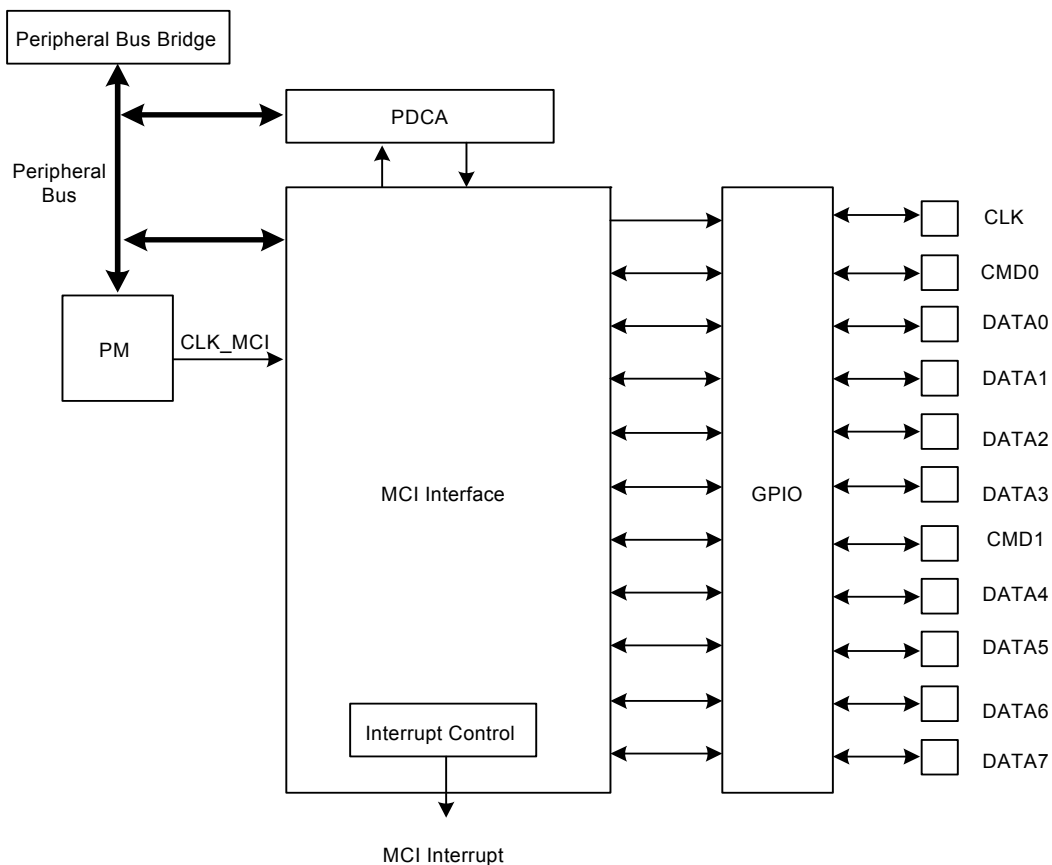 Peripheral Bus Bridge
PDCA
Peripheral
Bus
PM
CLK_MCI
MCI Interface
GPIO
CLK
CMD0
DATA0
DATA1
DATA2
DATA3
CMD1
DATA4
DATA5
DATA6
DATA7
Interrupt Control
MCI Interrupt